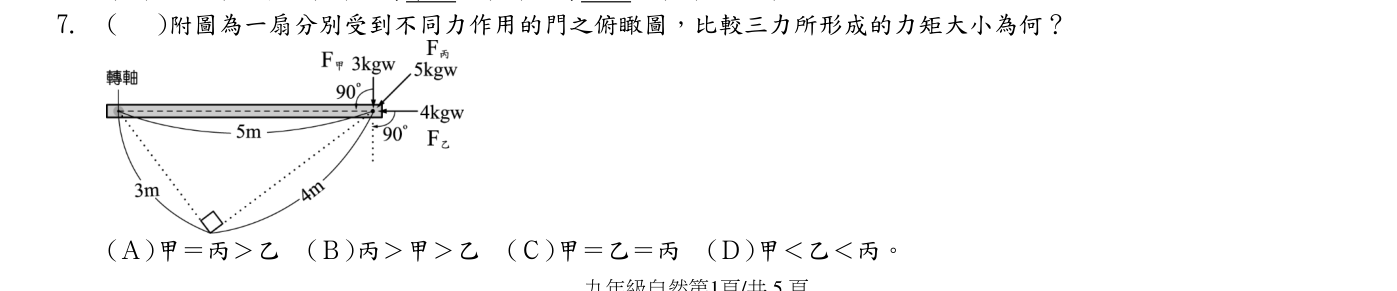 7. (　)附圖為一扇分別受到不同力作用的門之俯瞰圖，比較三力所形成的力矩大小為何？
F丙
F甲 3kgw
5kgw
轉軸
90°
4kgw
5m
90°
F乙
3m
4m
(A)甲＝丙＞乙 (B)丙＞甲＞乙 (C)甲＝乙＝丙 (D)甲＜乙＜丙。
九年級自然第1頁/共 5 頁